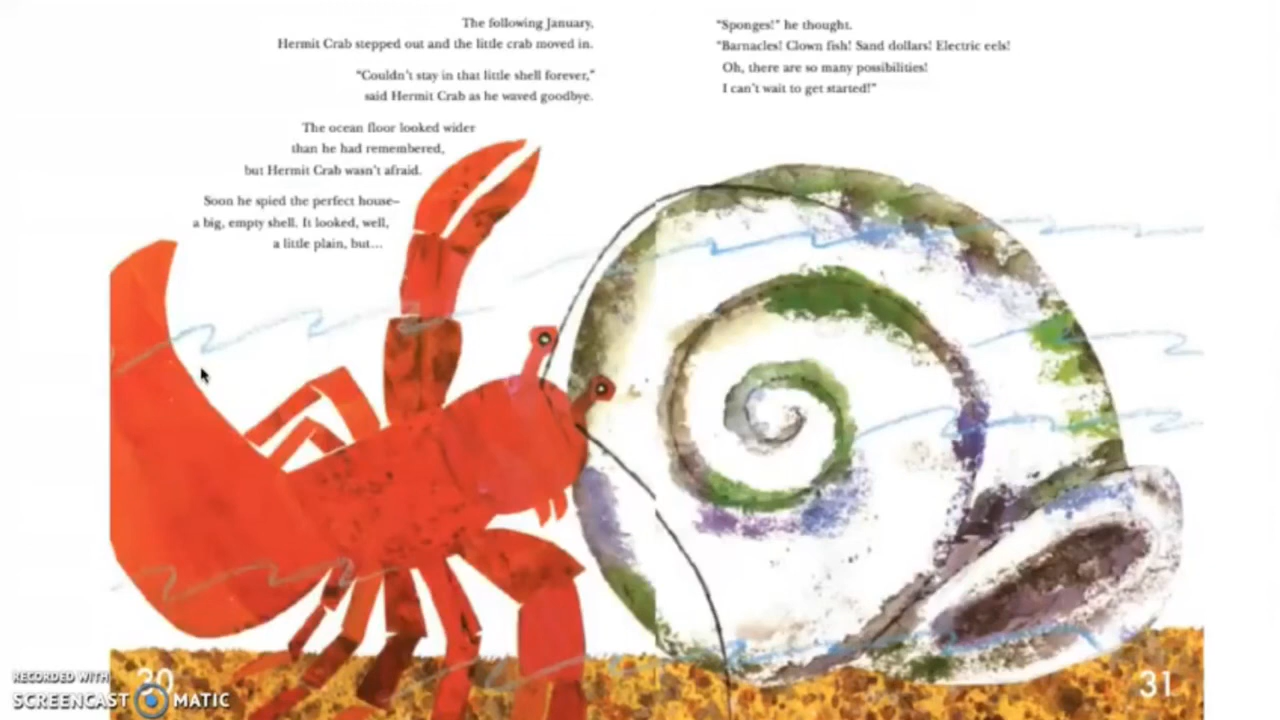 The following January,
Hermit Crab stepped out and the little crab moved in.
"Couldn't stay in that little shell forever,"
said Hermit Crab as he waved goodbye.
The ocean floor looked wider
than he had remembered,
but Hermit Crab wasn't afraid.
Soon he spied the perfect house–
a big, empty shell. It looked, well,
a little plain, but...
"Sponges!" he thought.
"Barnacles! Clown fish! Sand dollars! Electric eels!
Oh, there are so many possibilities!
I can't wait to get started!"
30
31
RECORDED WITH
SCREENCAST MATIC